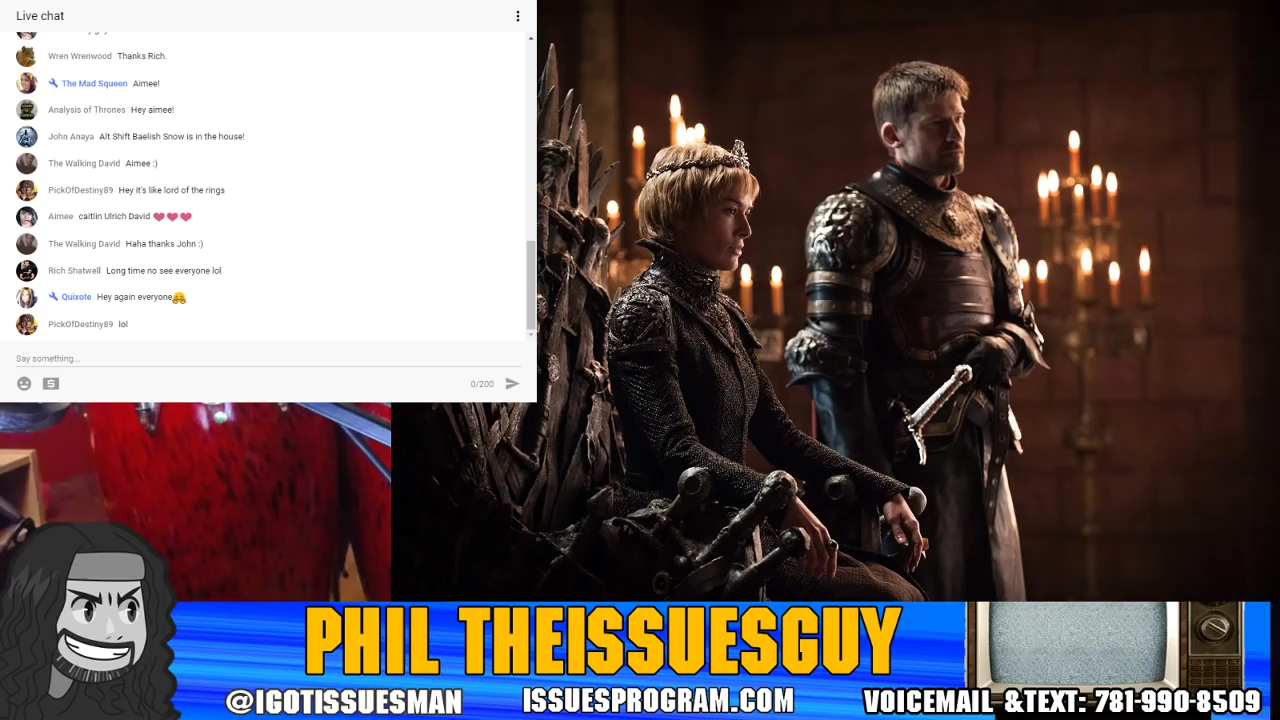 Live chat
Wren Wrenwood Thanks Rich.
The Mad Squeen Aimee!
Analysis of Thrones Hey aimee!
John Anaya Alt Shift Baelish Snow is in the house!
The Walking David Aimee :)
PickOfDestiny89 Hey it's like lord of the rings
Aimee caitlin Ulrich David ❤❤❤
The Walking David Haha thanks John :)
Rich Shatwell Long time no see everyone lol
Quixote Hey again everyone🤗
PickOfDestiny89 lol
Say something...
0/200
PHIL THEISSUESGUY
@IGOTISSUESMAN ISSUESPROGRAM.COM VOICEMAIL &TEXT: 781-990-8509